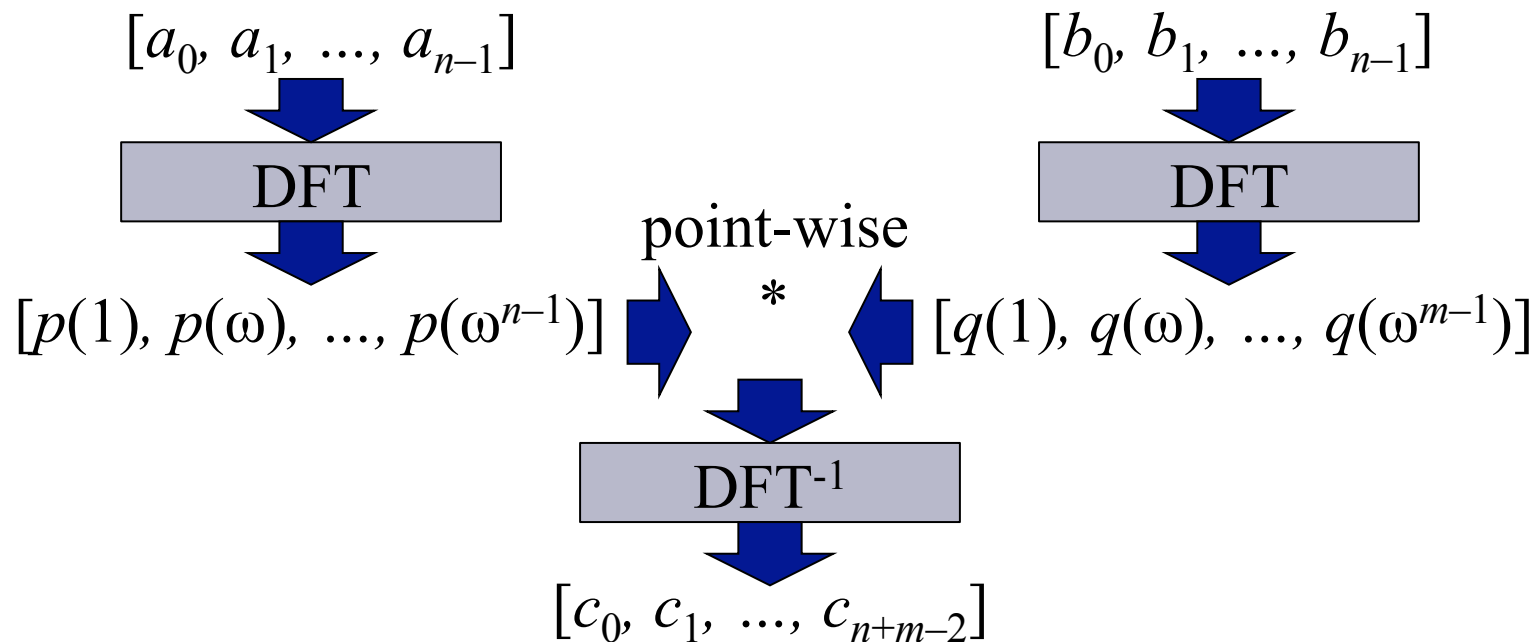 [a₀, a₁, ..., aₙ₋₁]
[b₀, b₁, ..., bₙ₋₁]
DFT
DFT
point-wise
*
[p(1), p(ω), ..., p(ωⁿ⁻¹)]
[q(1), q(ω), ..., q(ωᵐ⁻¹)]
DFT⁻¹
[c₀, c₁, ..., cₙ₊ₘ₋₂]